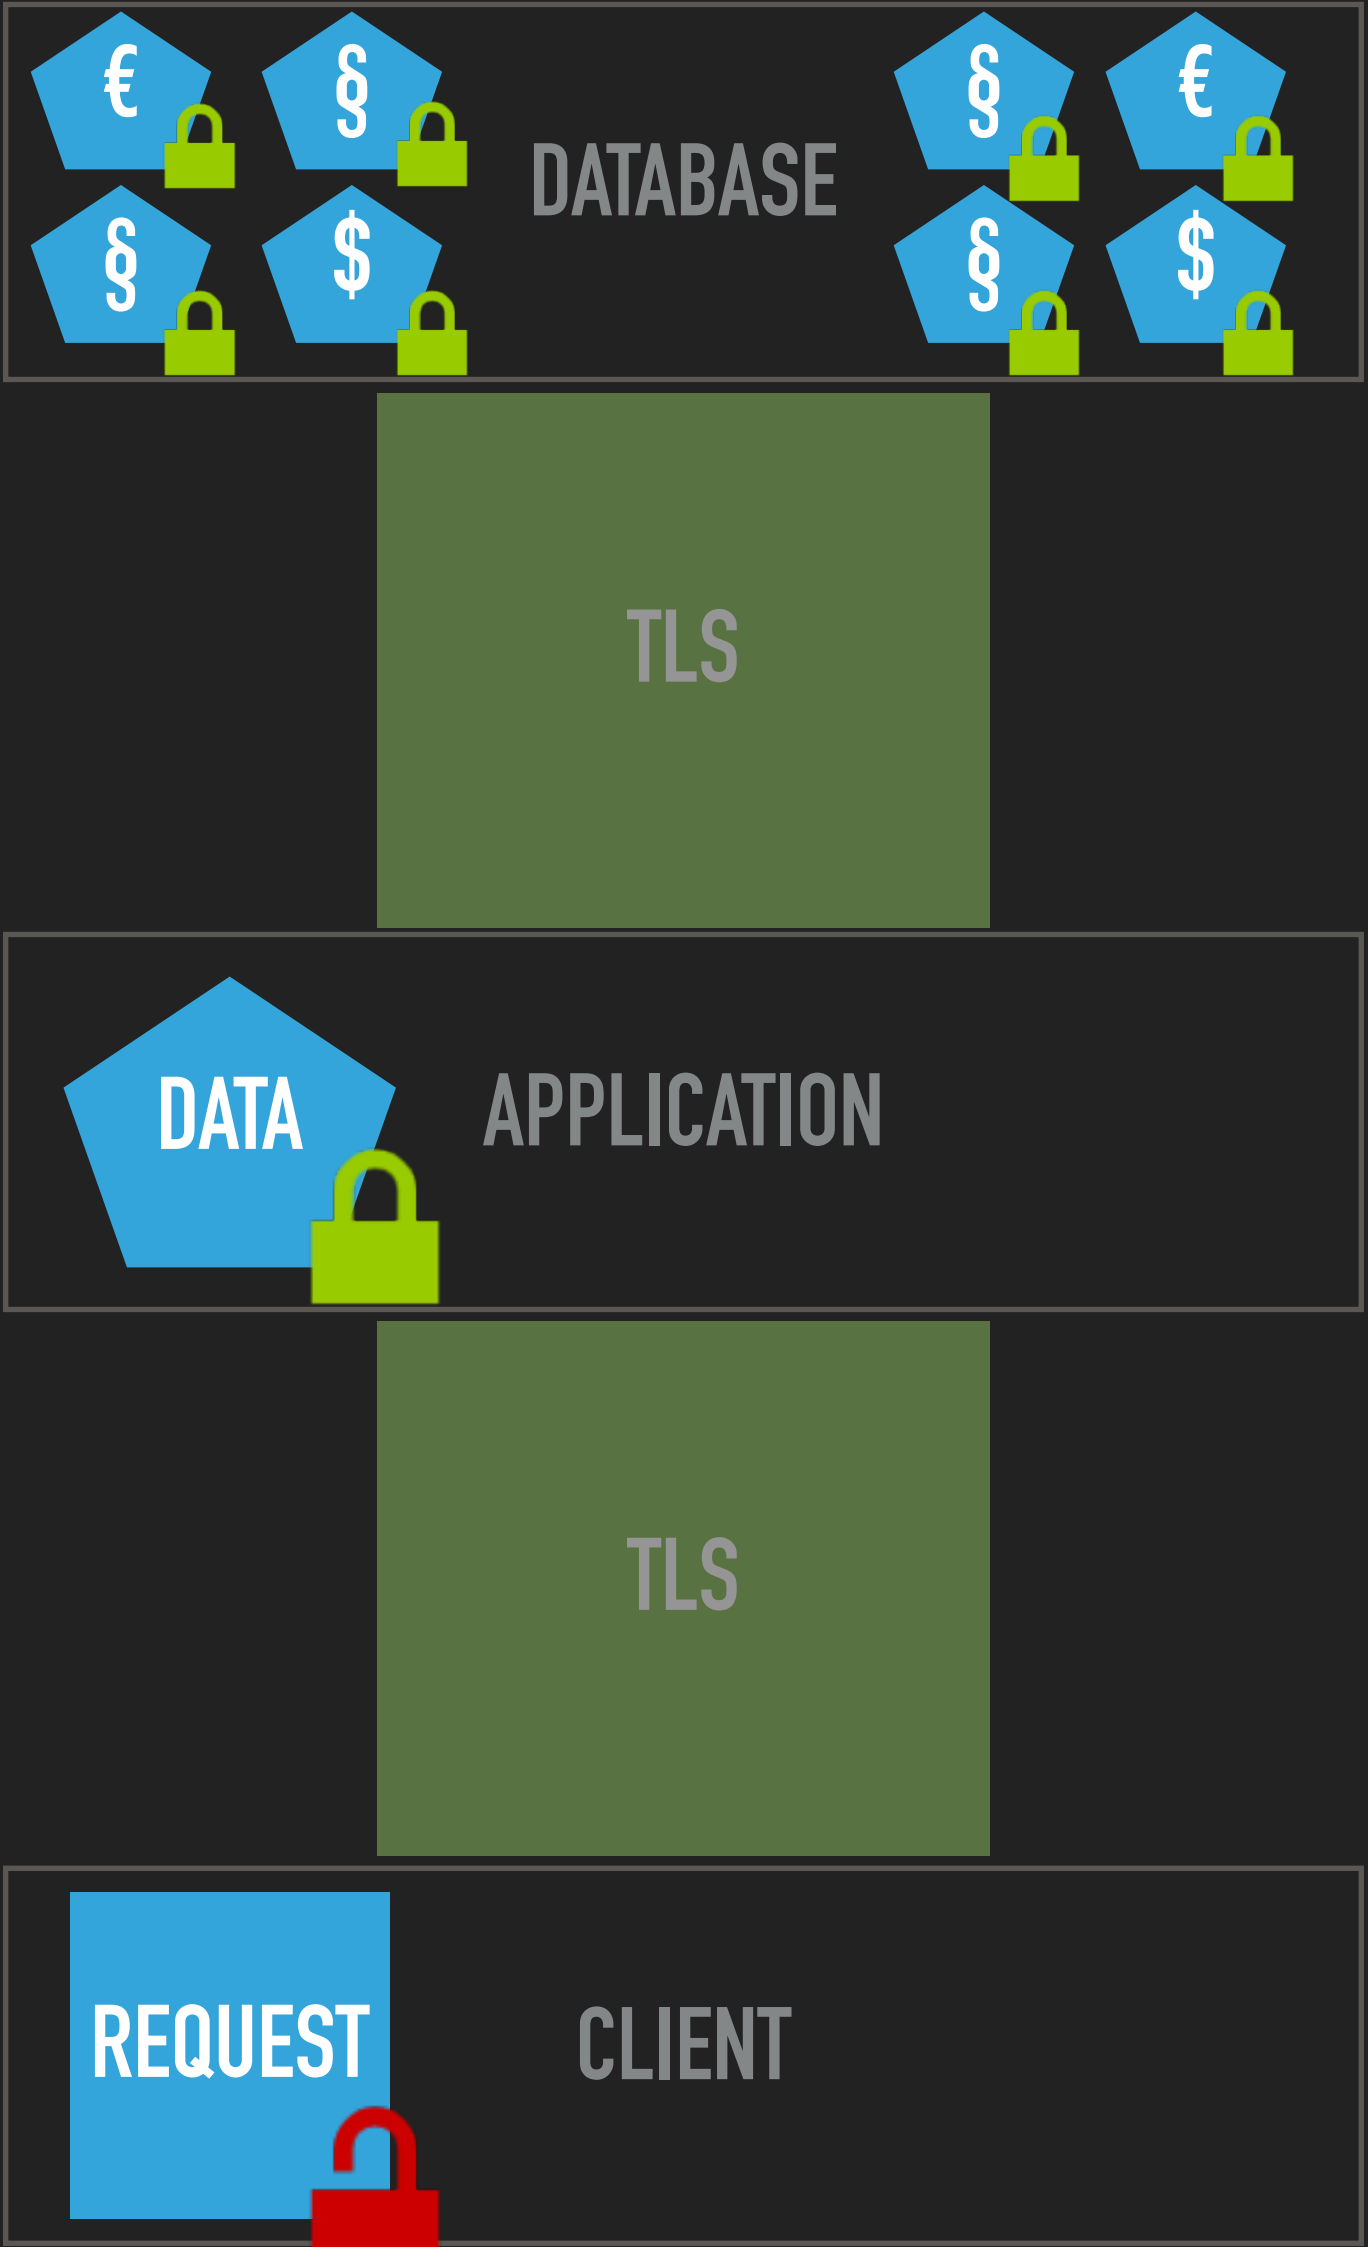 € § § €
DATABASE
§ $ § $
TLS
DATA APPLICATION
TLS
REQUEST CLIENT